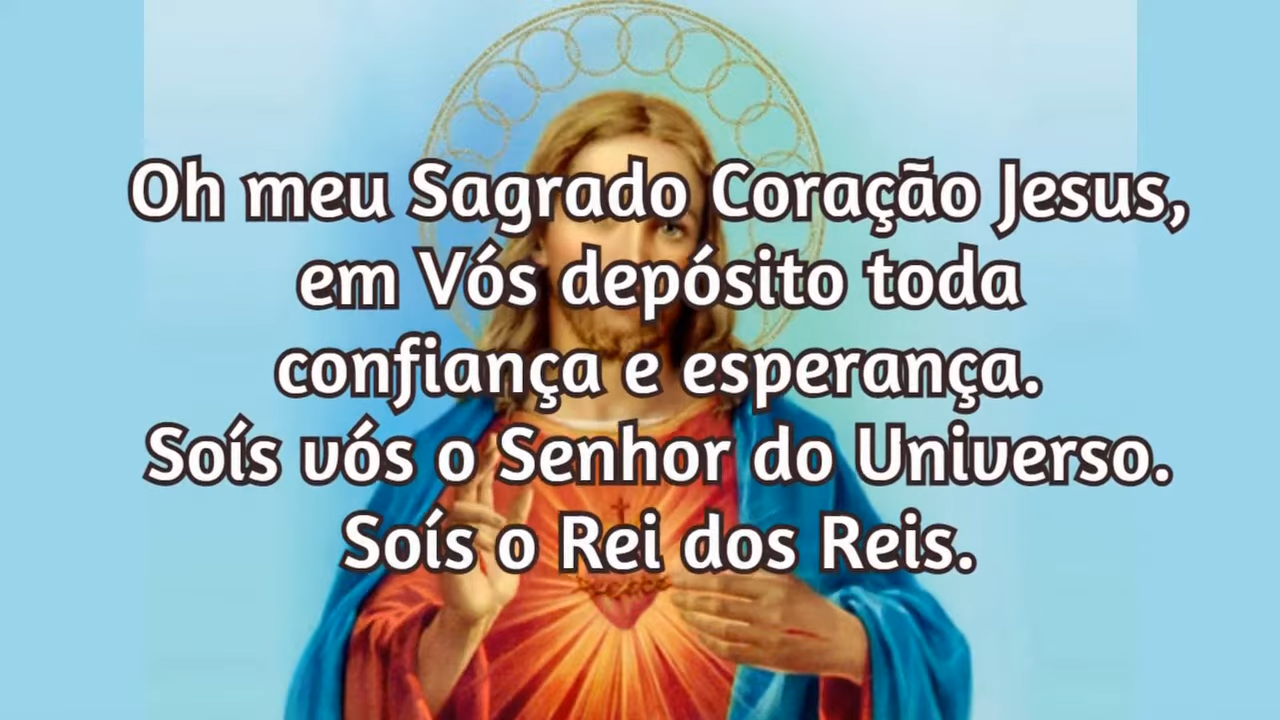 Oh meu Sagrado Coração Jesus,
em Vós depósito toda
confiança e esperança.
Soís vós o Senhor do Universo.
Soís o Rei dos Reis.